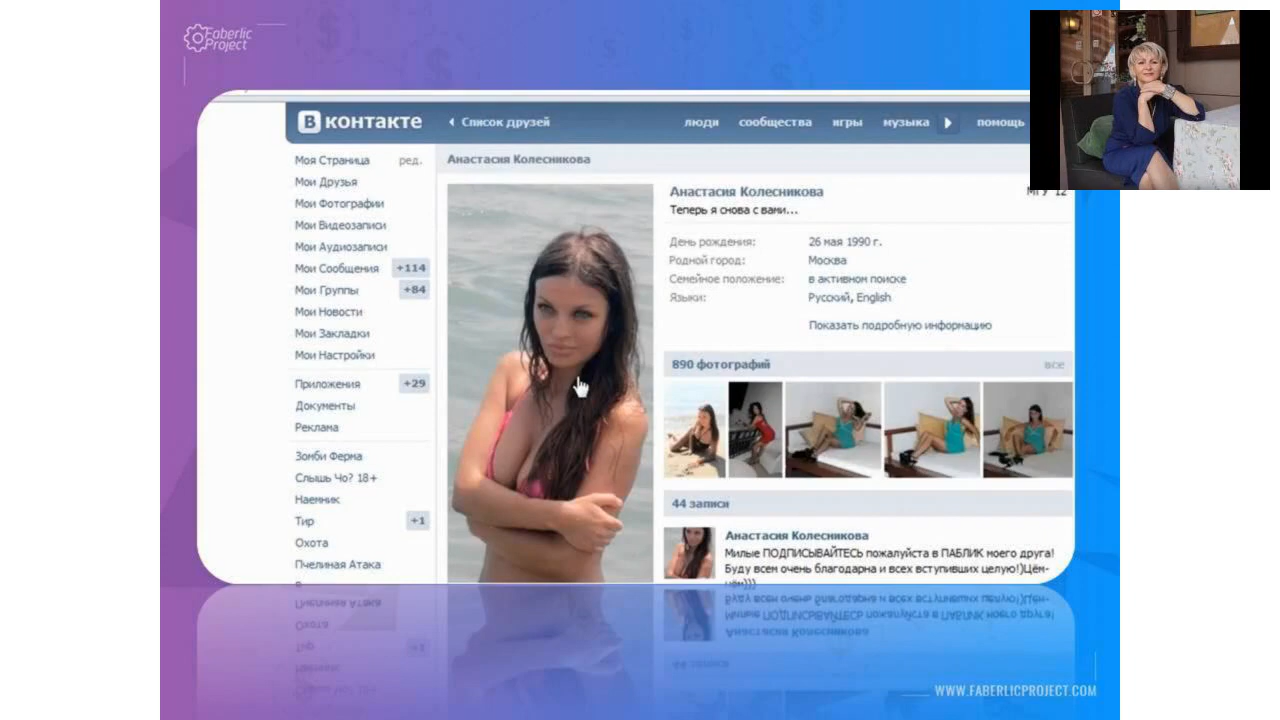 Faberlic
Project
В контакте
Список друзей
люди сообщества игры музыка помощь
Моя Страница ред.
Мои Друзья
Мои Фотографии
Мои Видеозаписи
Мои Аудиозаписи
Мои Сообщения +114
Мои Группы +84
Мои Новости
Мои Закладки
Мои Настройки
Приложения +29
Документы
Реклама
Зомби Ферма
Слышь Чо? 18+
Наемник
Тир +1
Охота
Пчелиная Атака
Анастасия Колесникова
Анастасия Колесникова МГУ '12
Теперь я снова с вами...
День рождения: 26 мая 1990 г.
Родной город: Москва
Семейное положение: в активном поиске
Языки: Русский, English
Показать подробную информацию
890 фотографий все
44 записи
Анастасия Колесникова
Милые ПОДПИСЫВАЙТЕСЬ пожалуйста в ПАБЛИК моего друга!
Буду всем очень благодарна и всех вступивших целую!)Цём-
цём)))
WWW.FABERLICPROJECT.COM